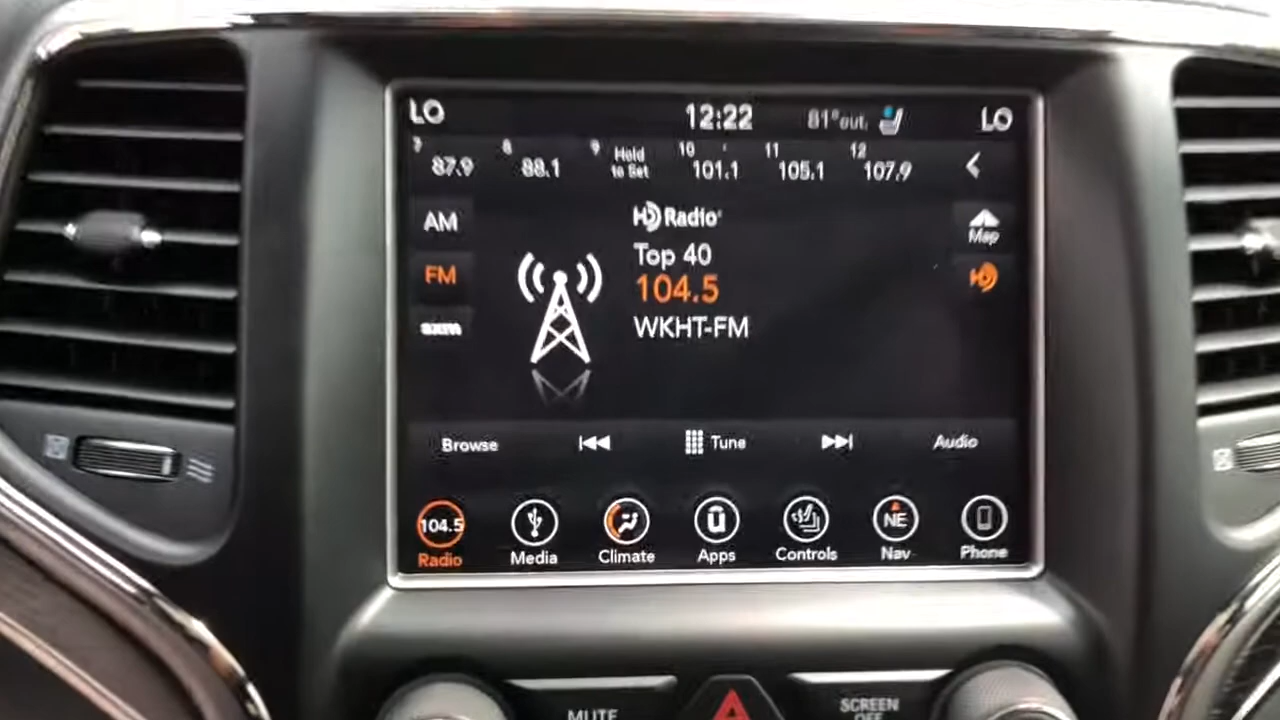 LO 12:22 81°out. LO
7 87.9 8 88.1 9 Hold to Set 10 101.1 11 105.1 12 107.9
AM
FM
sxm
HD Radio
Top 40
104.5
WKHT-FM
Map
HD
Browse Tune Audio
104.5 U NE
Radio Media Climate Apps Controls Nav Phone
MUTE SCREEN OFF